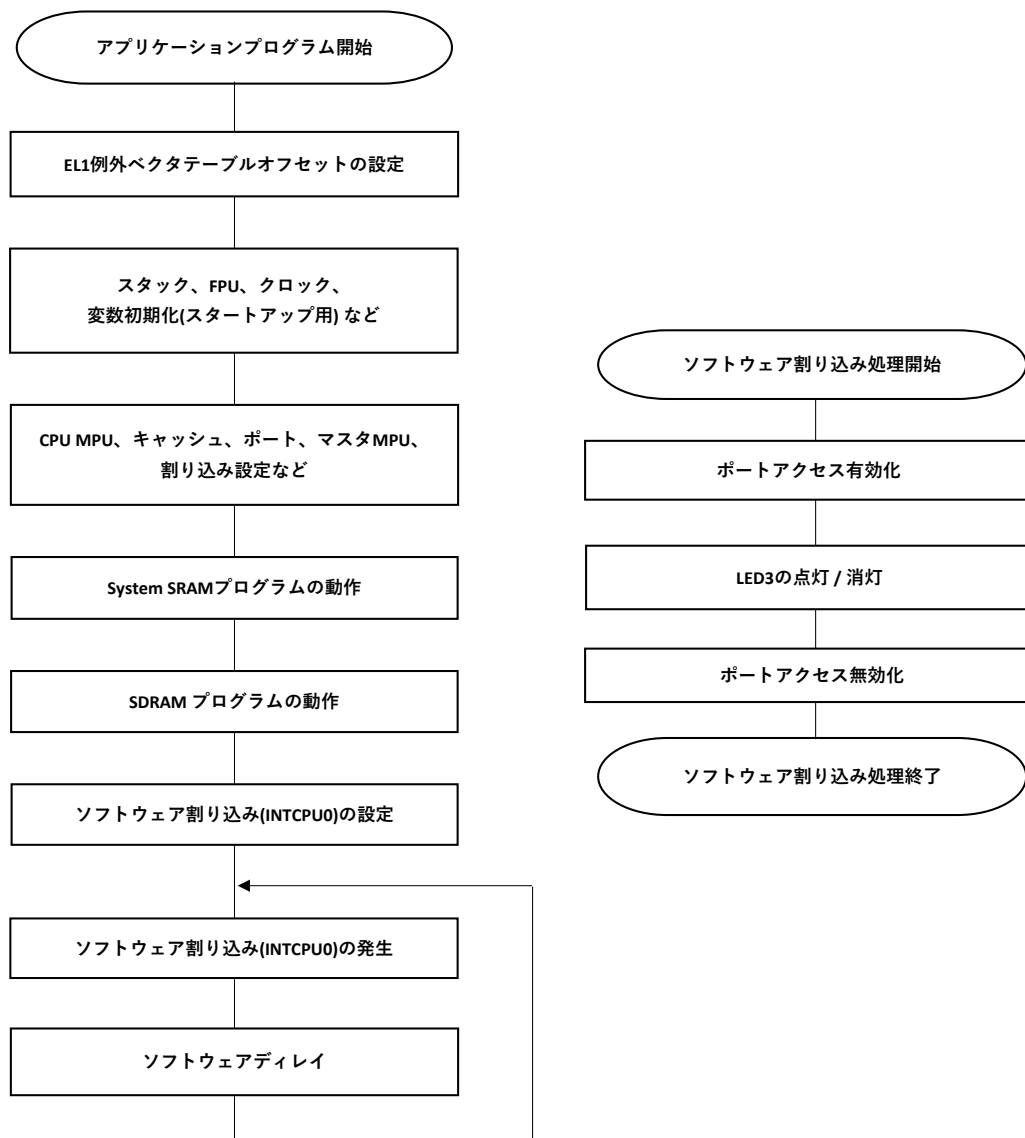 アプリケーションプログラム開始
EL1例外ベクタテーブルオフセットの設定
スタック、FPU、クロック、
変数初期化(スタートアップ用) など
CPU MPU、キャッシュ、ポート、マスタMPU、
割り込み設定など
System SRAMプログラムの動作
SDRAM プログラムの動作
ソフトウェア割り込み(INTCPU0)の設定
ソフトウェア割り込み(INTCPU0)の発生
ソフトウェアディレイ
ソフトウェア割り込み処理開始
ポートアクセス有効化
LED3の点灯 / 消灯
ポートアクセス無効化
ソフトウェア割り込み処理終了